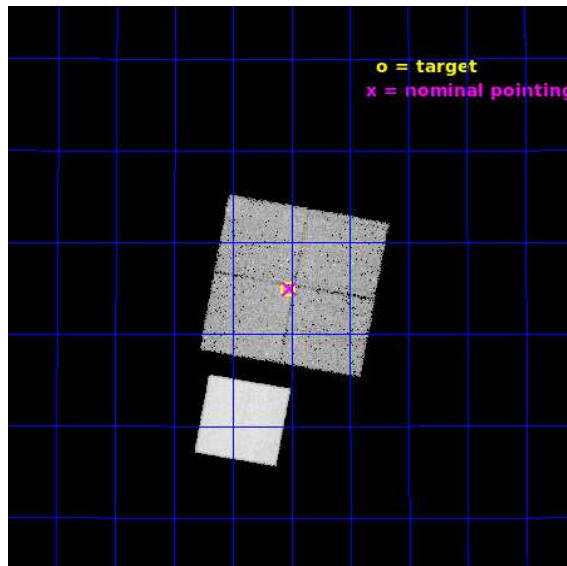 o = target
x = nominal pointing